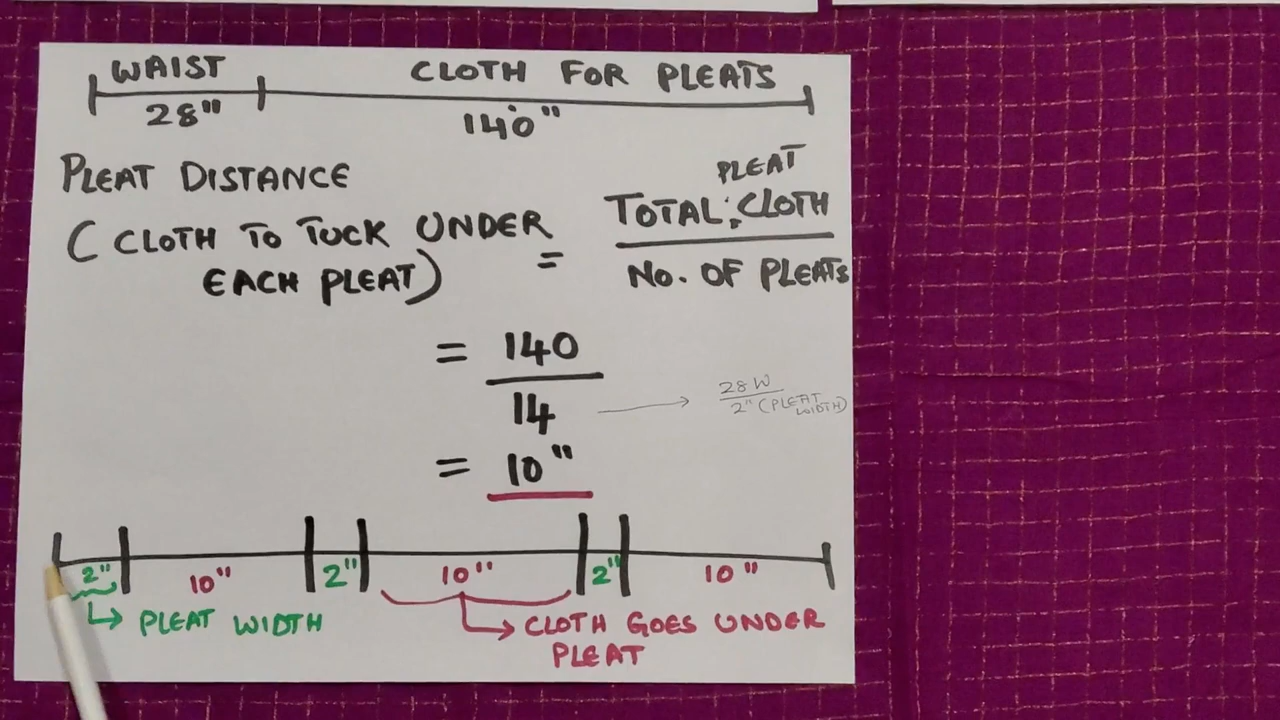 WAIST CLOTH FOR PLEATS
28" 140"
PLEAT DISTANCE
(CLOTH TO TUCK UNDER
EACH PLEAT)
=
PLEAT
TOTAL CLOTH
No. OF PLEATS
= 140
14
28 W
2" (PLEAT
WIDTH)
= 10"
2" 10" 2" 10" 2" 10"
PLEAT WIDTH
CLOTH GOES UNDER
PLEAT